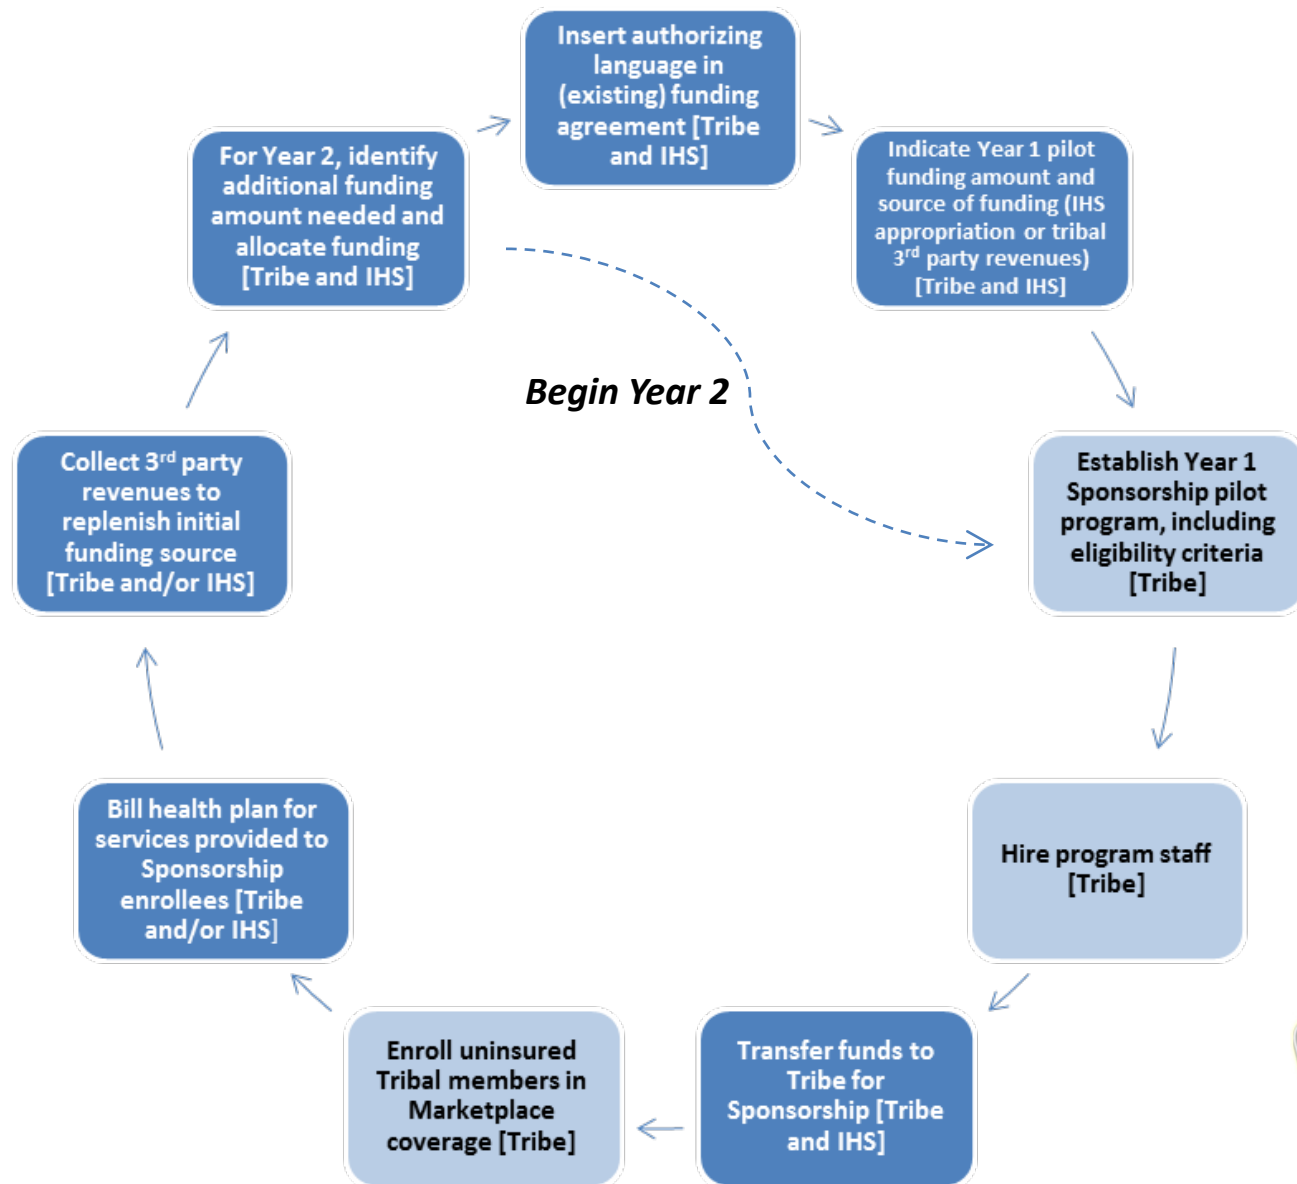 Insert authorizing
language in
(existing) funding
agreement [Tribe
and IHS]
Indicate Year 1 pilot
funding amount and
source of funding (IHS
appropriation or tribal
3rd party revenues)
[Tribe and IHS]
Establish Year 1
Sponsorship pilot
program, including
eligibility criteria
[Tribe]
Hire program staff
[Tribe]
Transfer funds to
Tribe for
Sponsorship [Tribe
and IHS]
Enroll uninsured
Tribal members in
Marketplace
coverage [Tribe]
Bill health plan for
services provided to
Sponsorship
enrollees [Tribe
and/or IHS]
Collect 3rd party
revenues to
replenish initial
funding source
[Tribe and/or IHS]
For Year 2, identify
additional funding
amount needed and
allocate funding
[Tribe and IHS]
Begin Year 2